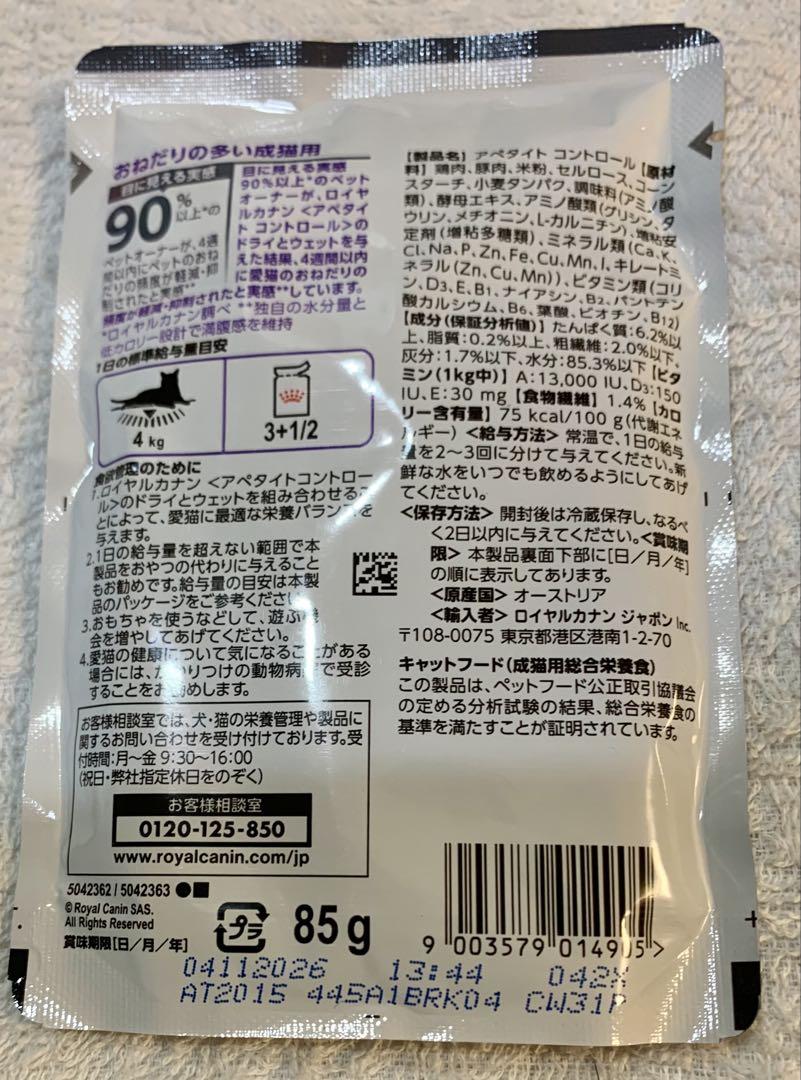 おねだりの多い成猫用
目に見える実感
90%以上*の
ペットオーナーが、4週
間以内にペットのおね
だりの頻度が軽減・抑
制されたと実感**
目に見える実感
90%以上*のペット
オーナーが、ロイヤ
ルカナン <アペタイ
ト コントロール>の
ドライとウェットを与
えた結果、4週間以内
に愛猫のおねだりの
頻度が軽減・抑制されたと実感**しています。
*ロイヤルカナン調べ **独自の水分量と
低カロリー設計で満腹感を維持
1日の標準給与量目安
4 kg
3+1/2
食欲管理のために
1.ロイヤルカナン <アペタイトコントロー
ル>のドライとウェットを組み合わせるこ
とによって、愛猫に最適な栄養バランスを
与えます。
2.1日の給与量を超えない範囲で本
製品をおやつの代わりに与えること
もお勧めです。給与量の目安は本製
品のパッケージをご参考ください
3.おもちゃを使うなどして、遊ぶ機
会を増やしてあげてください。
4.愛猫の健康について気になることがある
場合には、かかりつけの動物病院で受診
することをお勧めします。
お客様相談室では、犬・猫の栄養管理や製品に
関するお問い合わせを受け付けております。受
付時間:月〜金 9:30〜16:00
(祝日・弊社指定休日をのぞく)
お客様相談室
0120-125-850
www.royalcanin.com/jp
5042362 / 5042363
© Royal Canin SAS.
All Rights Reserved
賞味期限[日/月/年]
プラ
85 g
【製品名】 アペタイト コントロール 【原材
料】 鶏肉、豚肉、米粉、セルロース、コーン
スターチ、小麦タンパク、調味料(アミノ酸
類)、酵母エキス、アミノ酸類(グリシン、タ
ウリン、メチオニン、L-カルニチン)、増粘安
定剤(増粘多糖類)、ミネラル類(Ca、K、
Cl、Na、P、Zn、Fe、Cu、Mn、I、キレートミ
ネラル(Zn、Cu、Mn))、ビタミン類(コリ
ン、D3、E、B1、ナイアシン、B2、パントテン
酸カルシウム、B6、葉酸、ビオチン、B12)
【成分(保証分析値)】 たんぱく質:6.2%以
上、脂質:0.2%以上、粗繊維:2.0%以下、
灰分:1.7%以下、水分:85.3%以下 【ビタ
ミン(1kg中)】 A:13,000 IU、D3:150
IU、E:30 mg 【食物繊維】 1.4% 【カロ
リー含有量】 75 kcal/100 g(代謝エネ
ルギー) <給与方法> 常温で、1日の給与
量を2〜3回に分けて与えてください。新
鮮な水をいつでも飲めるようにしてあげ
てください。
<保存方法> 開封後は冷蔵保存し、なるべ
く2日以内に与えてください。<賞味期
限> 本製品裏面下部に[日/月/年]
の順に表示してあります。
<原産国> オーストリア
<輸入者> ロイヤルカナン ジャポン Inc.
〒108-0075 東京都港区港南1-2-70
キャットフード(成猫用総合栄養食)
この製品は、ペットフード公正取引協議会
の定める分析試験の結果、総合栄養食の
基準を満たすことが証明されています。
9 003579 014905>
04112026 13:44 042X
AT2015 445A1BRK04 CW31P